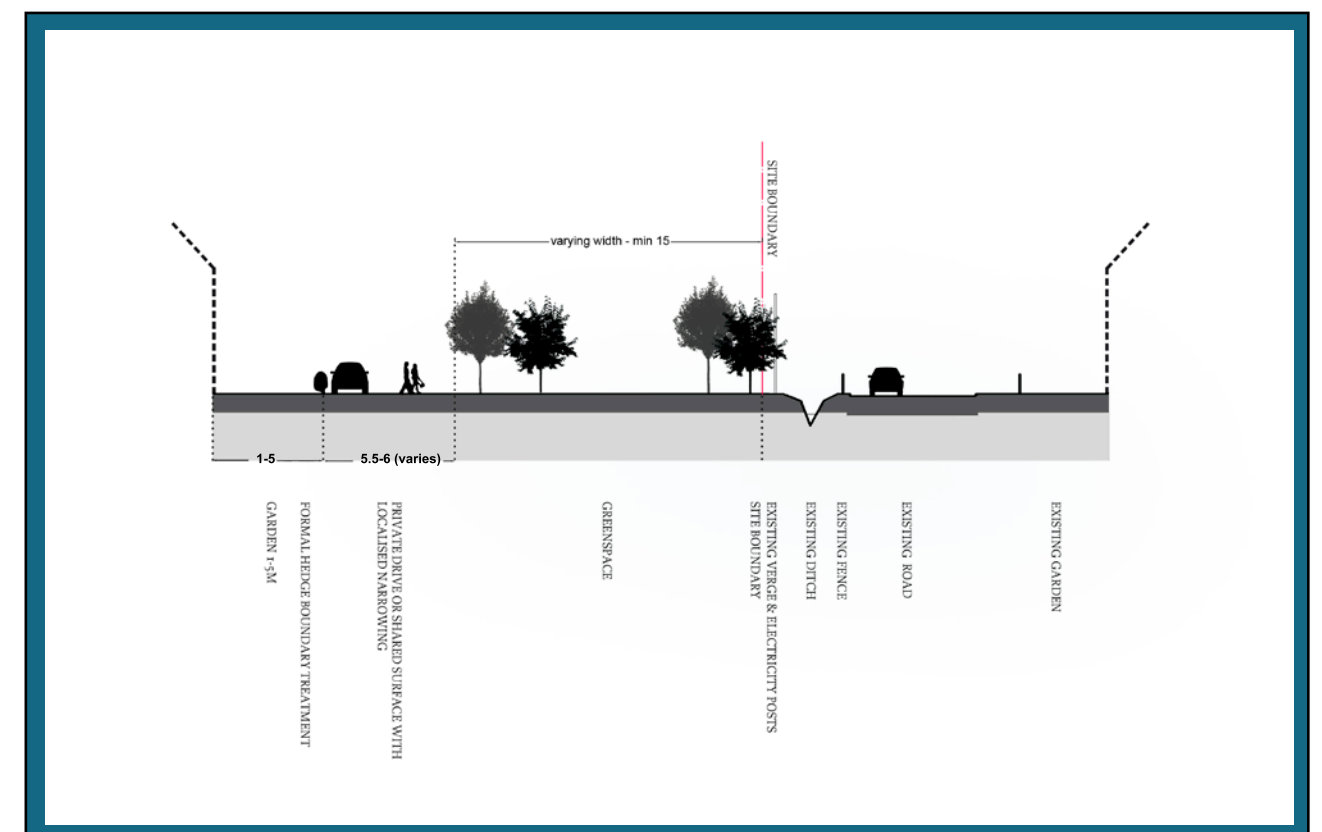 SITE BOUNDARY
varying width - min 15
1-5
5.5-6 (varies)
GARDEN 1-5M
FORMAL HEDGE BOUNDARY TREATMENT
PRIVATE DRIVE OR SHARED SURFACE WITH
LOCALISED NARROWING
GREENSPACE
EXISTING VERGE & ELECTRICITY POSTS
SITE BOUNDARY
EXISTING DITCH
EXISTING FENCE
EXISTING ROAD
EXISTING GARDEN